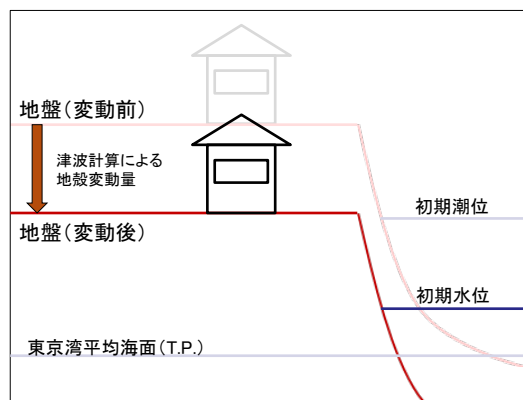 地盤(変動前)
津波計算による
地殻変動量
初期潮位
地盤(変動後)
初期水位
東京湾平均海面(T.P.)